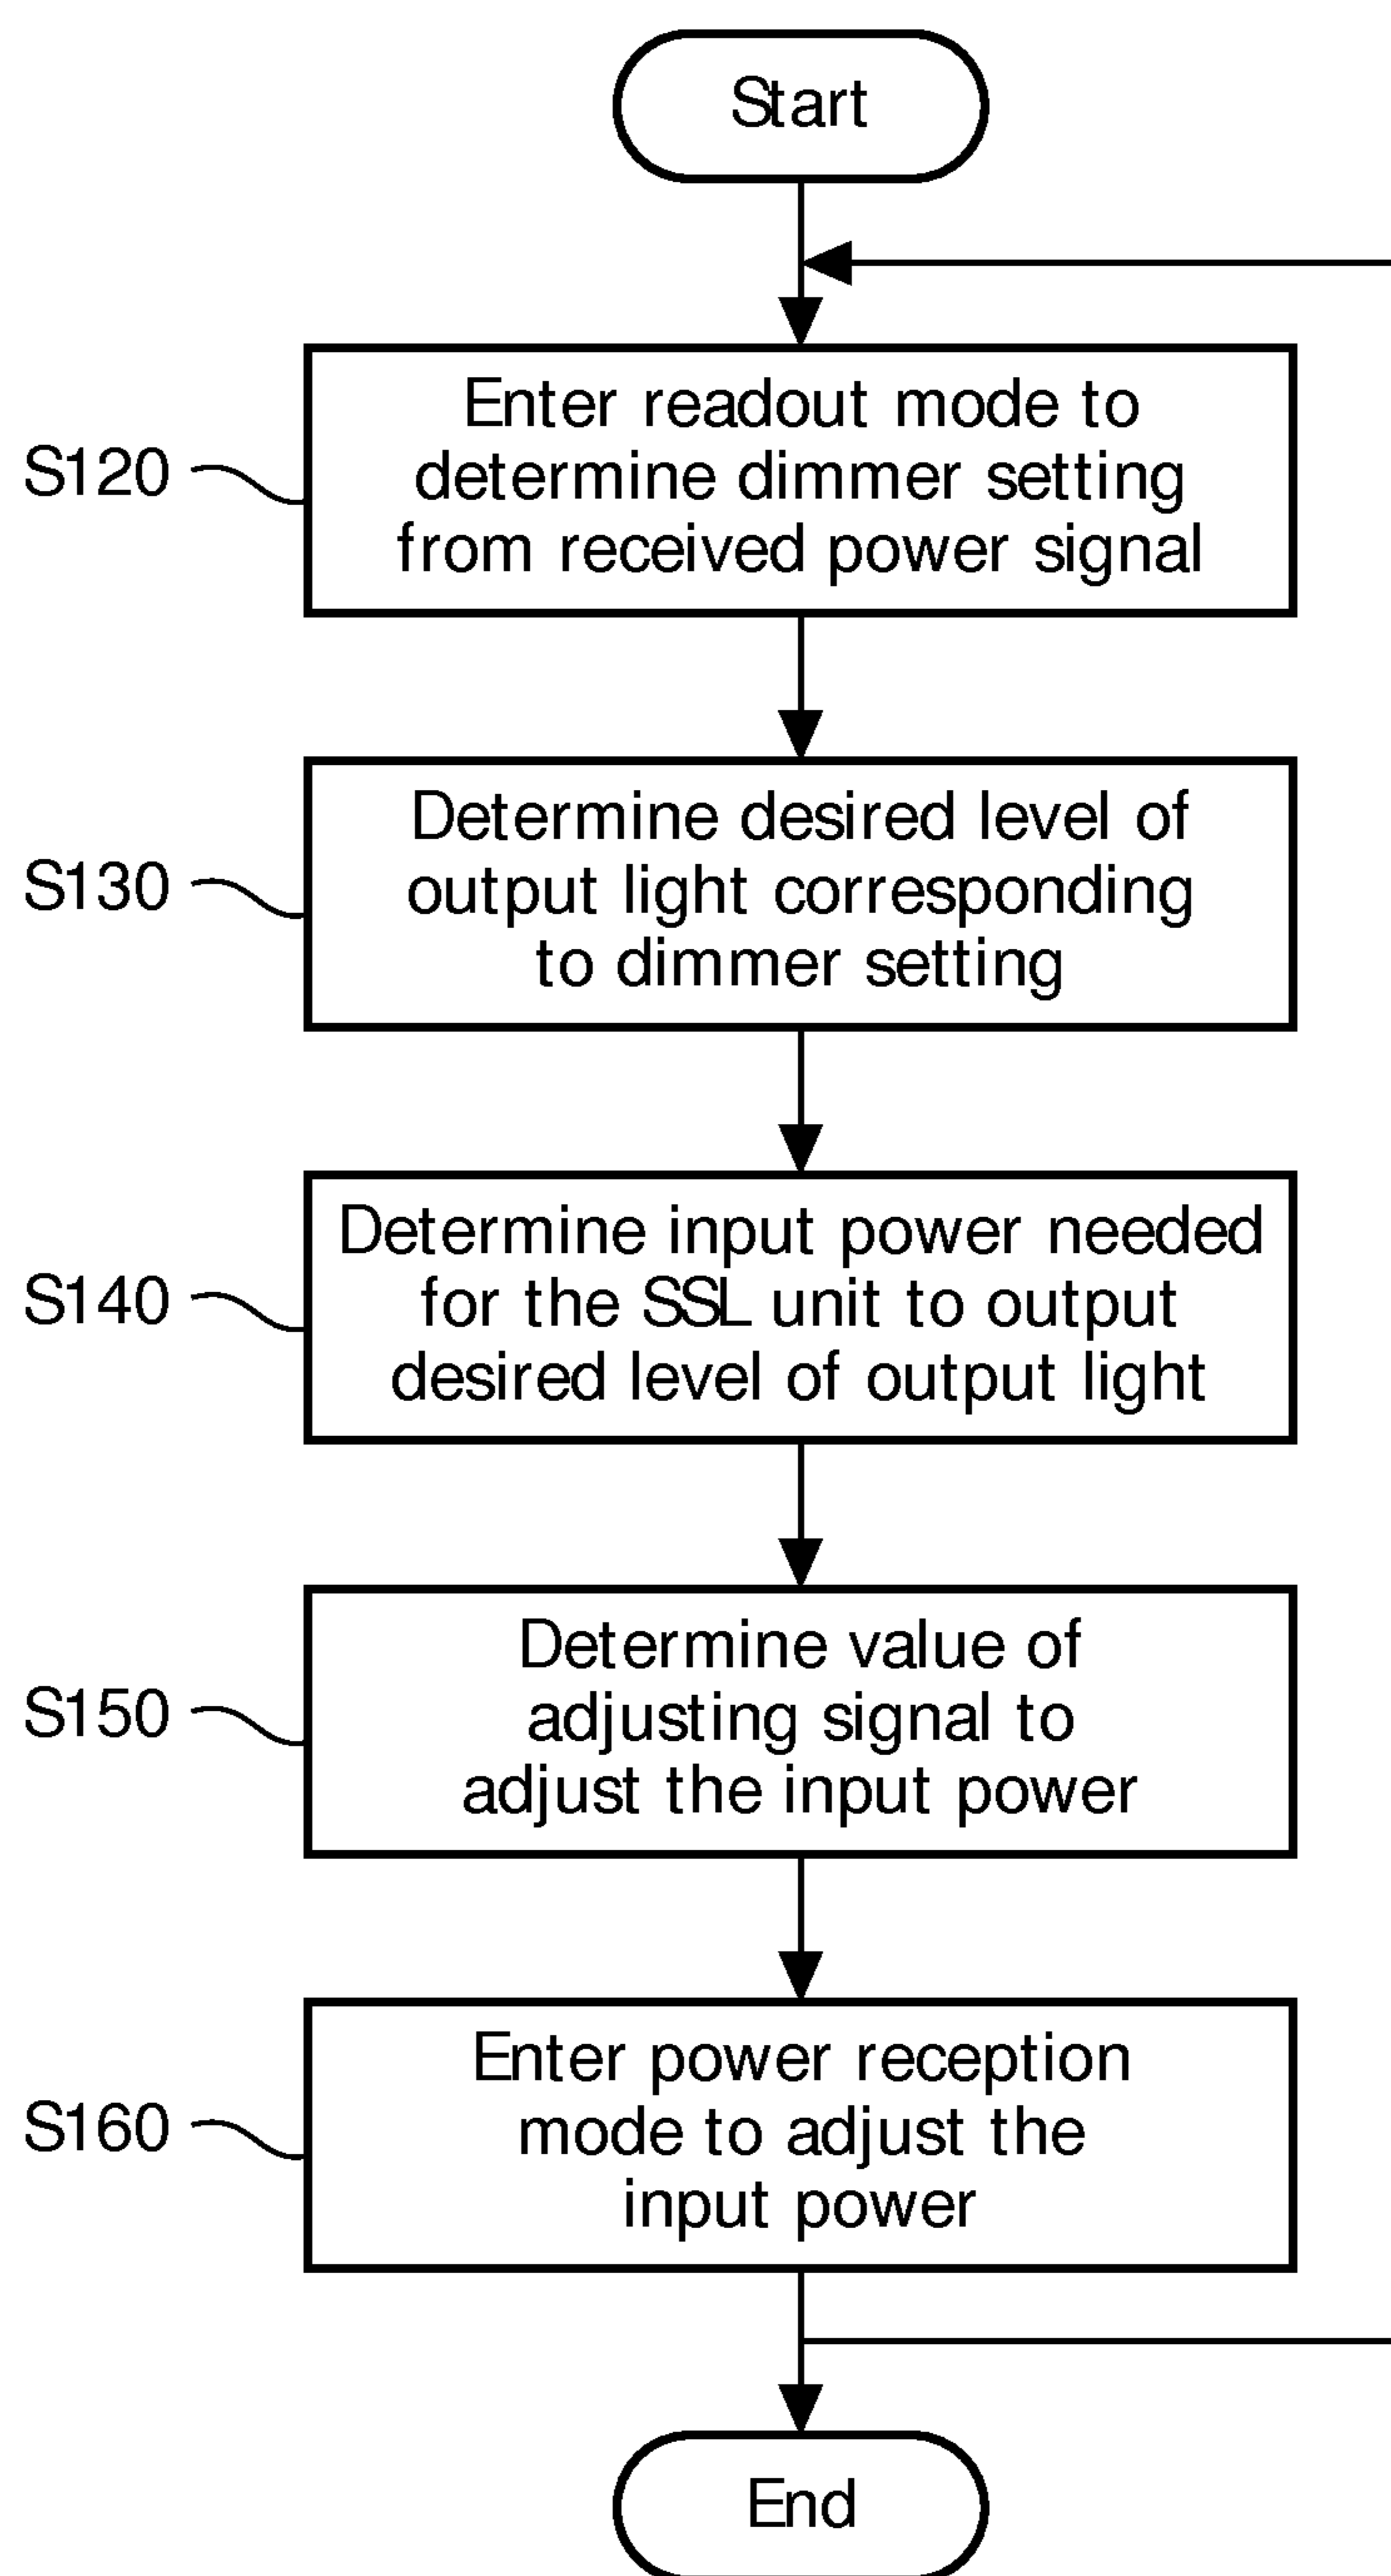 Start
S120
Enter readout mode to
determine dimmer setting
from received power signal
S130
Determine desired level of
output light corresponding
to dimmer setting
S140
Determine input power needed
for the SSL unit to output
desired level of output light
S150
Determine value of
adjusting signal to
adjust the input power
S160
Enter power reception
mode to adjust the
input power
End